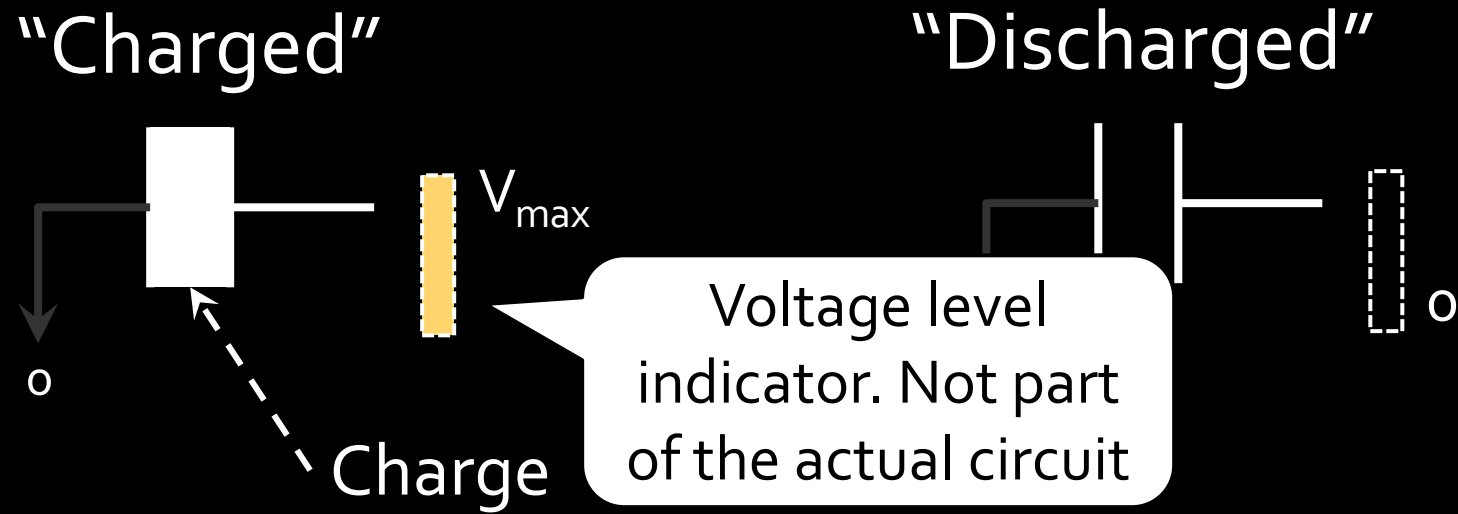 “Charged”
“Discharged”
Vmax
0
0
Voltage level
indicator. Not part
of the actual circuit
Charge